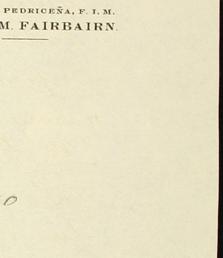 PEDRICEÑA, F. I. M.
M. FAIRBAIRN.